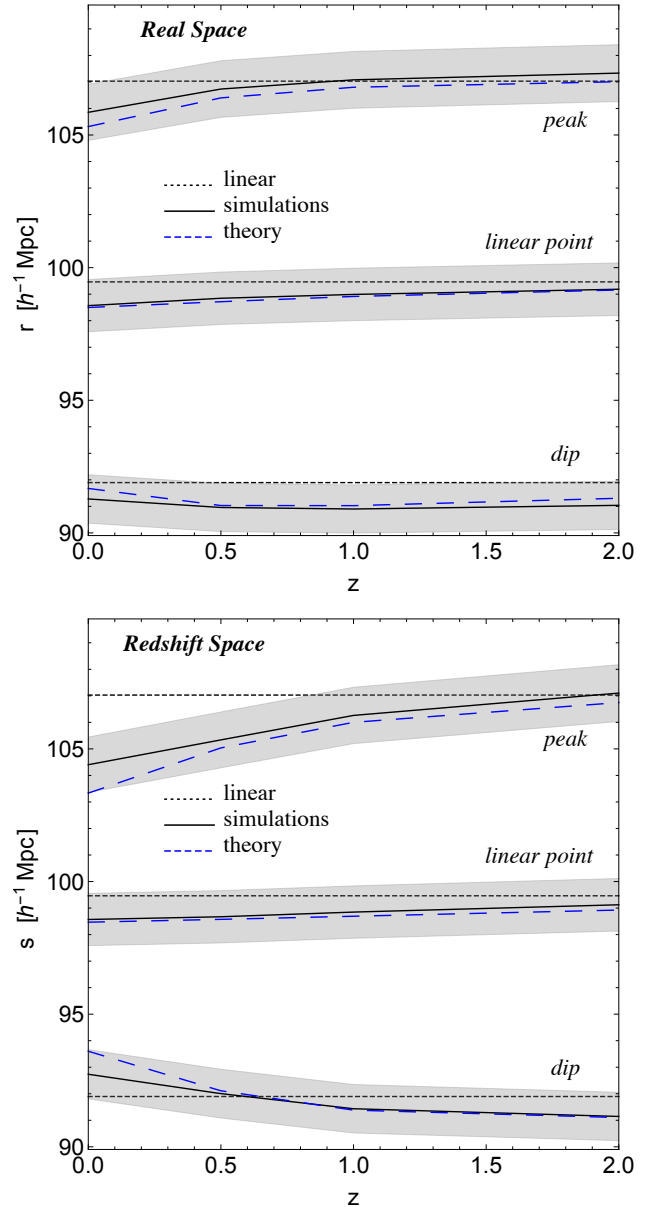 Real Space
105
100
95
90
r [h⁻¹ Mpc]
peak
linear
simulations
theory
linear point
dip
0.0 0.5 1.0 1.5 2.0
z
Redshift Space
105
100
95
90
s [h⁻¹ Mpc]
peak
linear
simulations
theory
linear point
dip
0.0 0.5 1.0 1.5 2.0
z